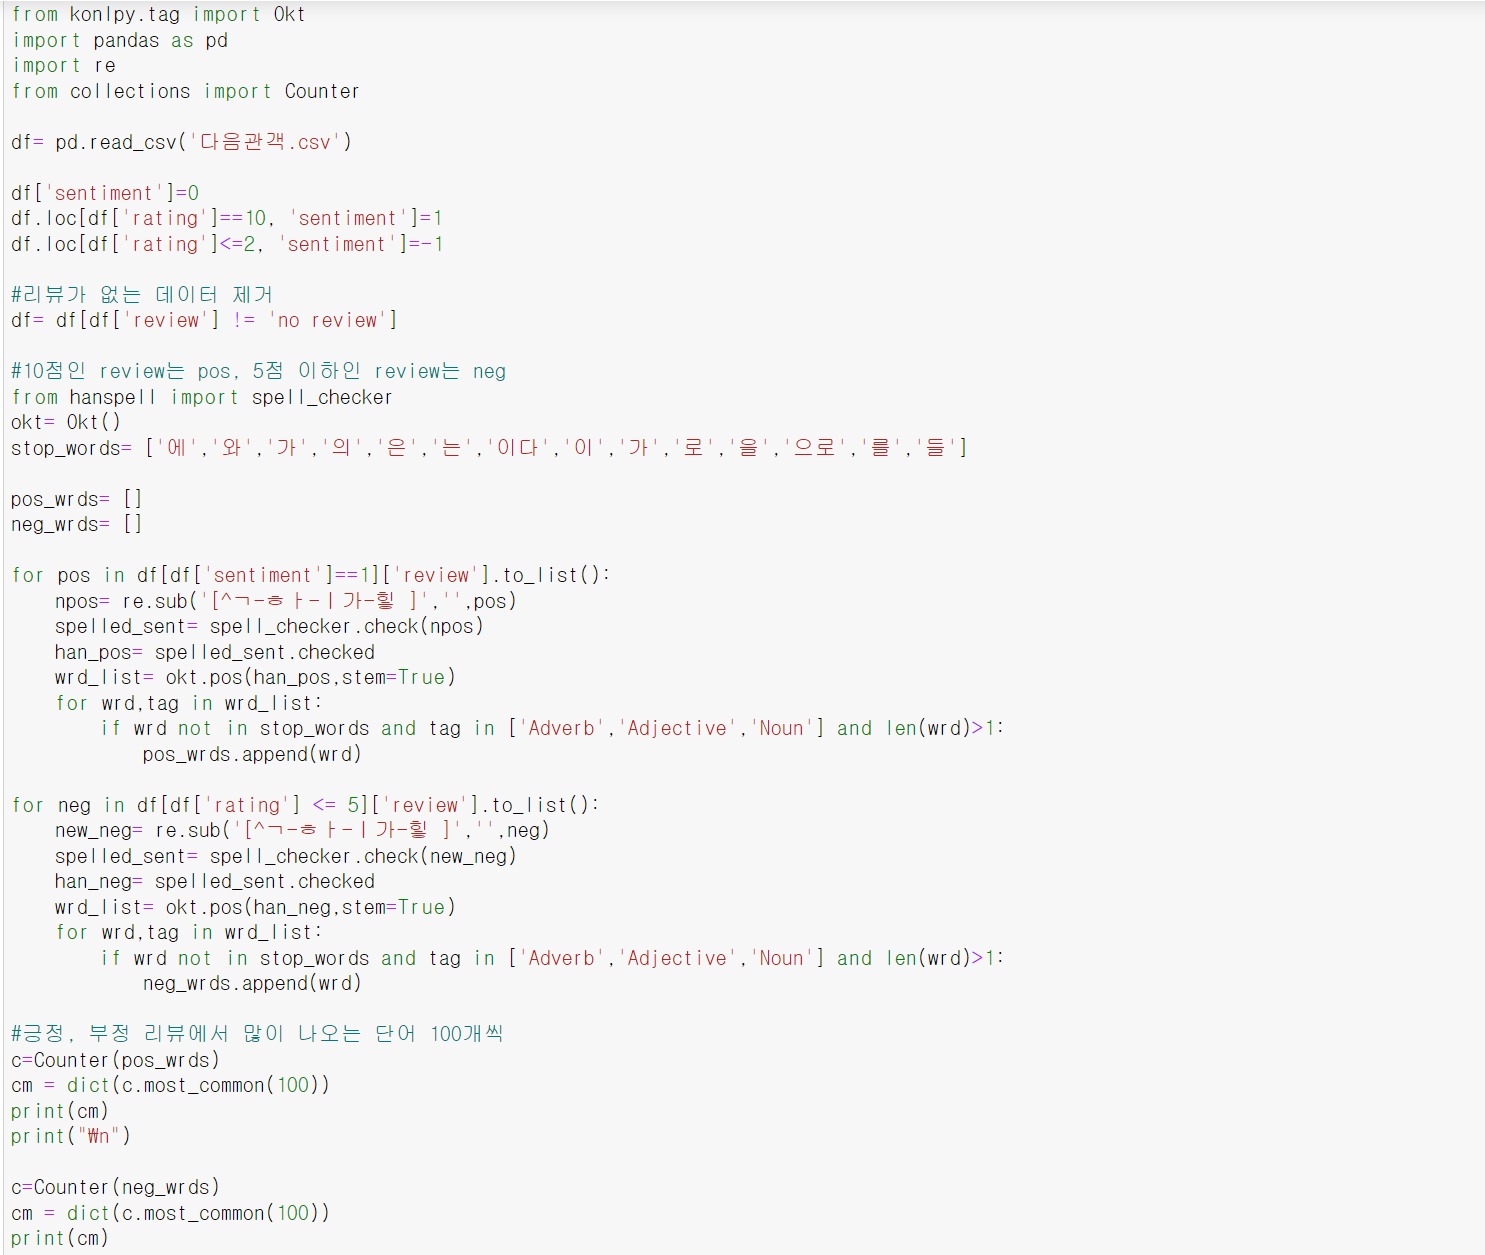 from konlpy.tag import Okt
import pandas as pd
import re
from collections import Counter
df= pd.read_csv('다음관객.csv')
df['sentiment']=0
df.loc[df['rating']==10, 'sentiment']=1
df.loc[df['rating']<=2, 'sentiment']=-1
#리뷰가 없는 데이터 제거
df= df[df['review'] != 'no review']
#10점인 review는 pos, 5점 이하인 review는 neg
from hanspell import spell_checker
okt= Okt()
stop_words= ['에','와','가','의','은','는','이다','이','가','로','을','으로','를','들']
pos_wrds= []
neg_wrds= []
for pos in df[df['sentiment']==1]['review'].to_list():
    npos= re.sub('[^ㄱ-ㅎㅏ-ㅣ가-힣 ]','',pos)
    spelled_sent= spell_checker.check(npos)
    han_pos= spelled_sent.checked
    wrd_list= okt.pos(han_pos,stem=True)
    for wrd,tag in wrd_list:
        if wrd not in stop_words and tag in ['Adverb','Adjective','Noun'] and len(wrd)>1:
            pos_wrds.append(wrd)
for neg in df[df['rating'] <= 5]['review'].to_list():
    new_neg= re.sub('[^ㄱ-ㅎㅏ-ㅣ가-힣 ]','',neg)
    spelled_sent= spell_checker.check(new_neg)
    han_neg= spelled_sent.checked
    wrd_list= okt.pos(han_neg,stem=True)
    for wrd,tag in wrd_list:
        if wrd not in stop_words and tag in ['Adverb','Adjective','Noun'] and len(wrd)>1:
            neg_wrds.append(wrd)
#긍정, 부정 리뷰에서 많이 나오는 단어 100개씩
c=Counter(pos_wrds)
cm = dict(c.most_common(100))
print(cm)
print("₩n")
c=Counter(neg_wrds)
cm = dict(c.most_common(100))
print(cm)